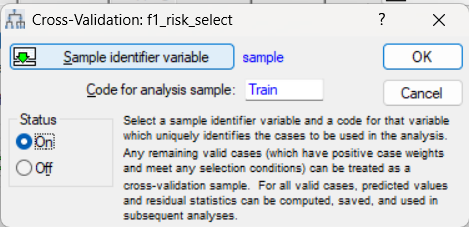 Cross-Validation: f1_risk_select
?
Sample identifier variable
sample
OK
Code for analysis sample:
Train
Cancel
Status
On
Off
Select a sample identifier variable and a code for that variable
which uniquely identifies the cases to be used in the analysis.
Any remaining valid cases (which have positive case weights
and meet any selection conditions) can be treated as a
cross-validation sample. For all valid cases, predicted values
and residual statistics can be computed, saved, and used in
subsequent analyses.